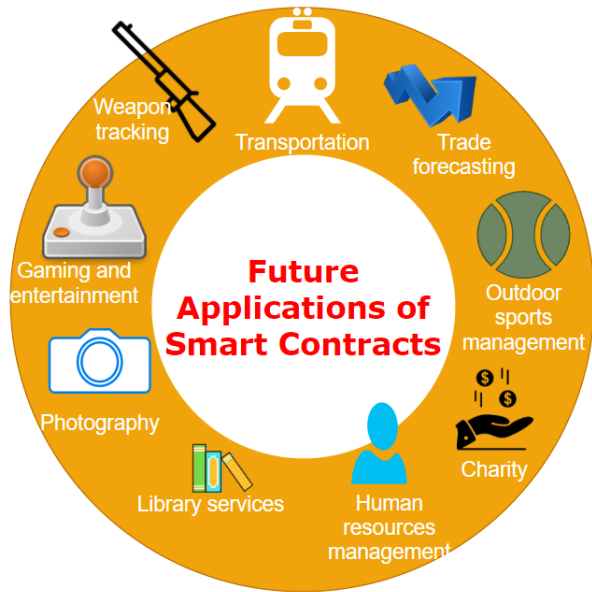 Future
Applications of
Smart Contracts
Transportation
Trade
forecasting
Outdoor
sports
management
Charity
Human
resources
management
Library services
Photography
Gaming and
entertainment
Weapon
tracking
$
$